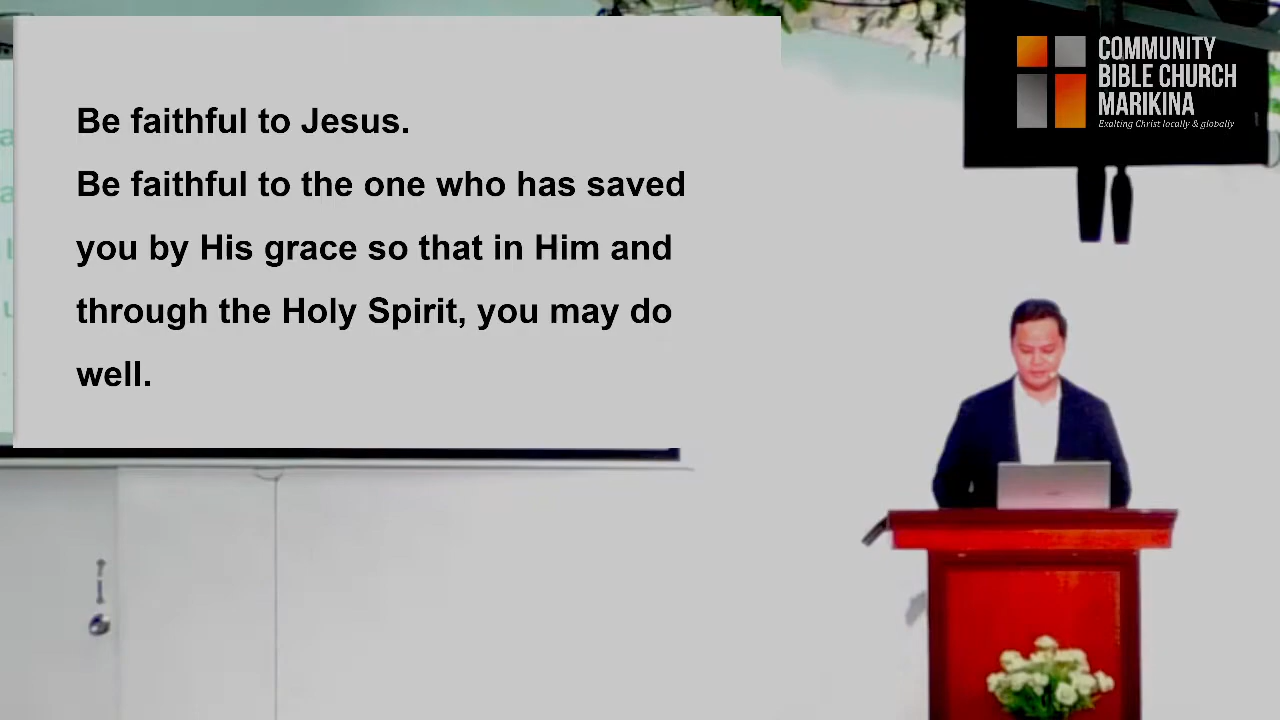 Be faithful to Jesus.
Be faithful to the one who has saved
you by His grace so that in Him and
through the Holy Spirit, you may do
well.
COMMUNITY
BIBLE CHURCH
MARIKINA
Exalting Christ locally & globally